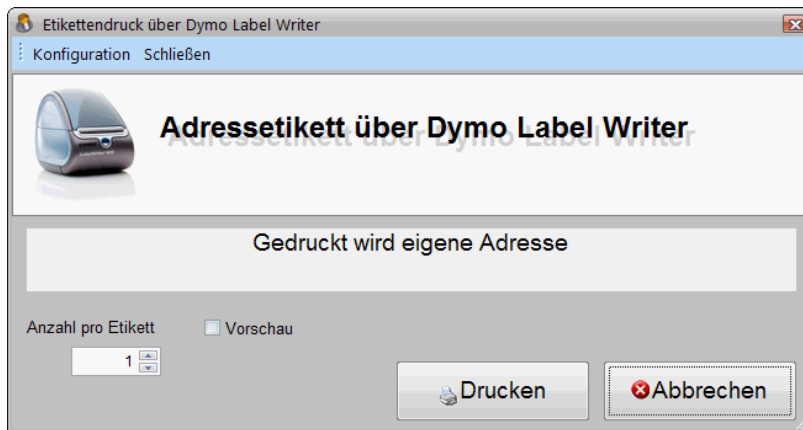 Etikettendruck über Dymo Label Writer
Konfiguration Schließen
Adressetikett über Dymo Label Writer
Gedruckt wird eigene Adresse
Anzahl pro Etikett
Vorschau
1
Drucken
Abbrechen